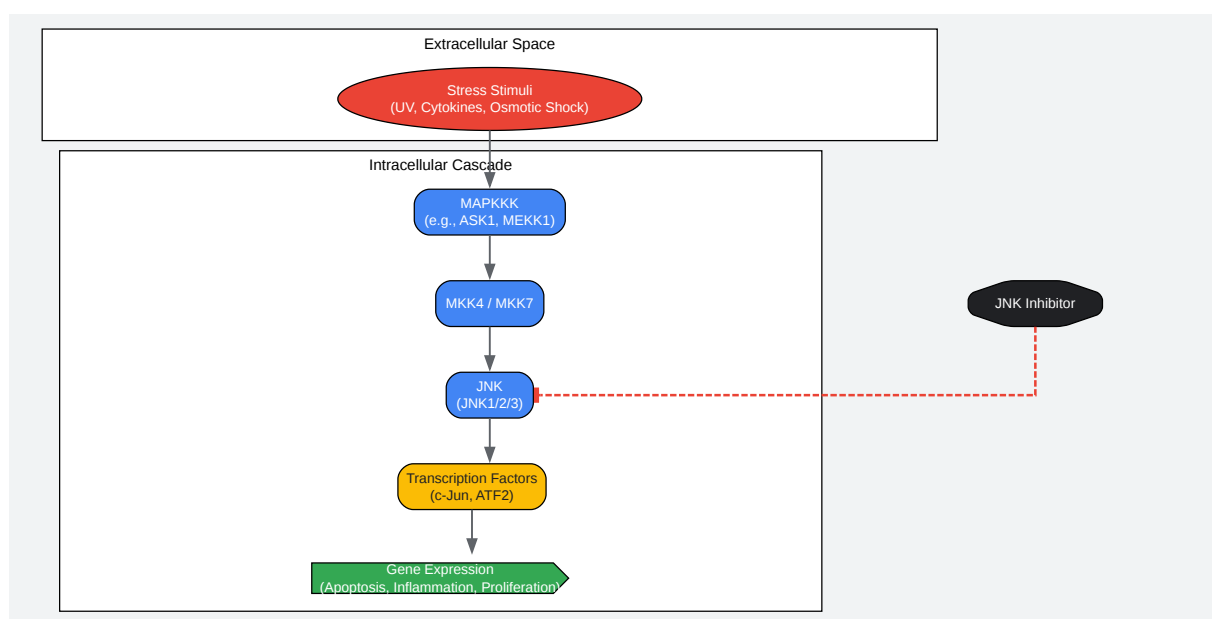 Extracellular Space
Stress Stimuli
(UV, Cytokines, Osmotic Shock)
Intracellular Cascade
MAPKKK
(e.g., ASK1, MEKK1)
MKK4 / MKK7
JNK Inhibitor
JNK
(JNK1/2/3)
Transcription Factors
(c-Jun, ATF2)
Gene Expression
(Apoptosis, Inflammation, Proliferation)